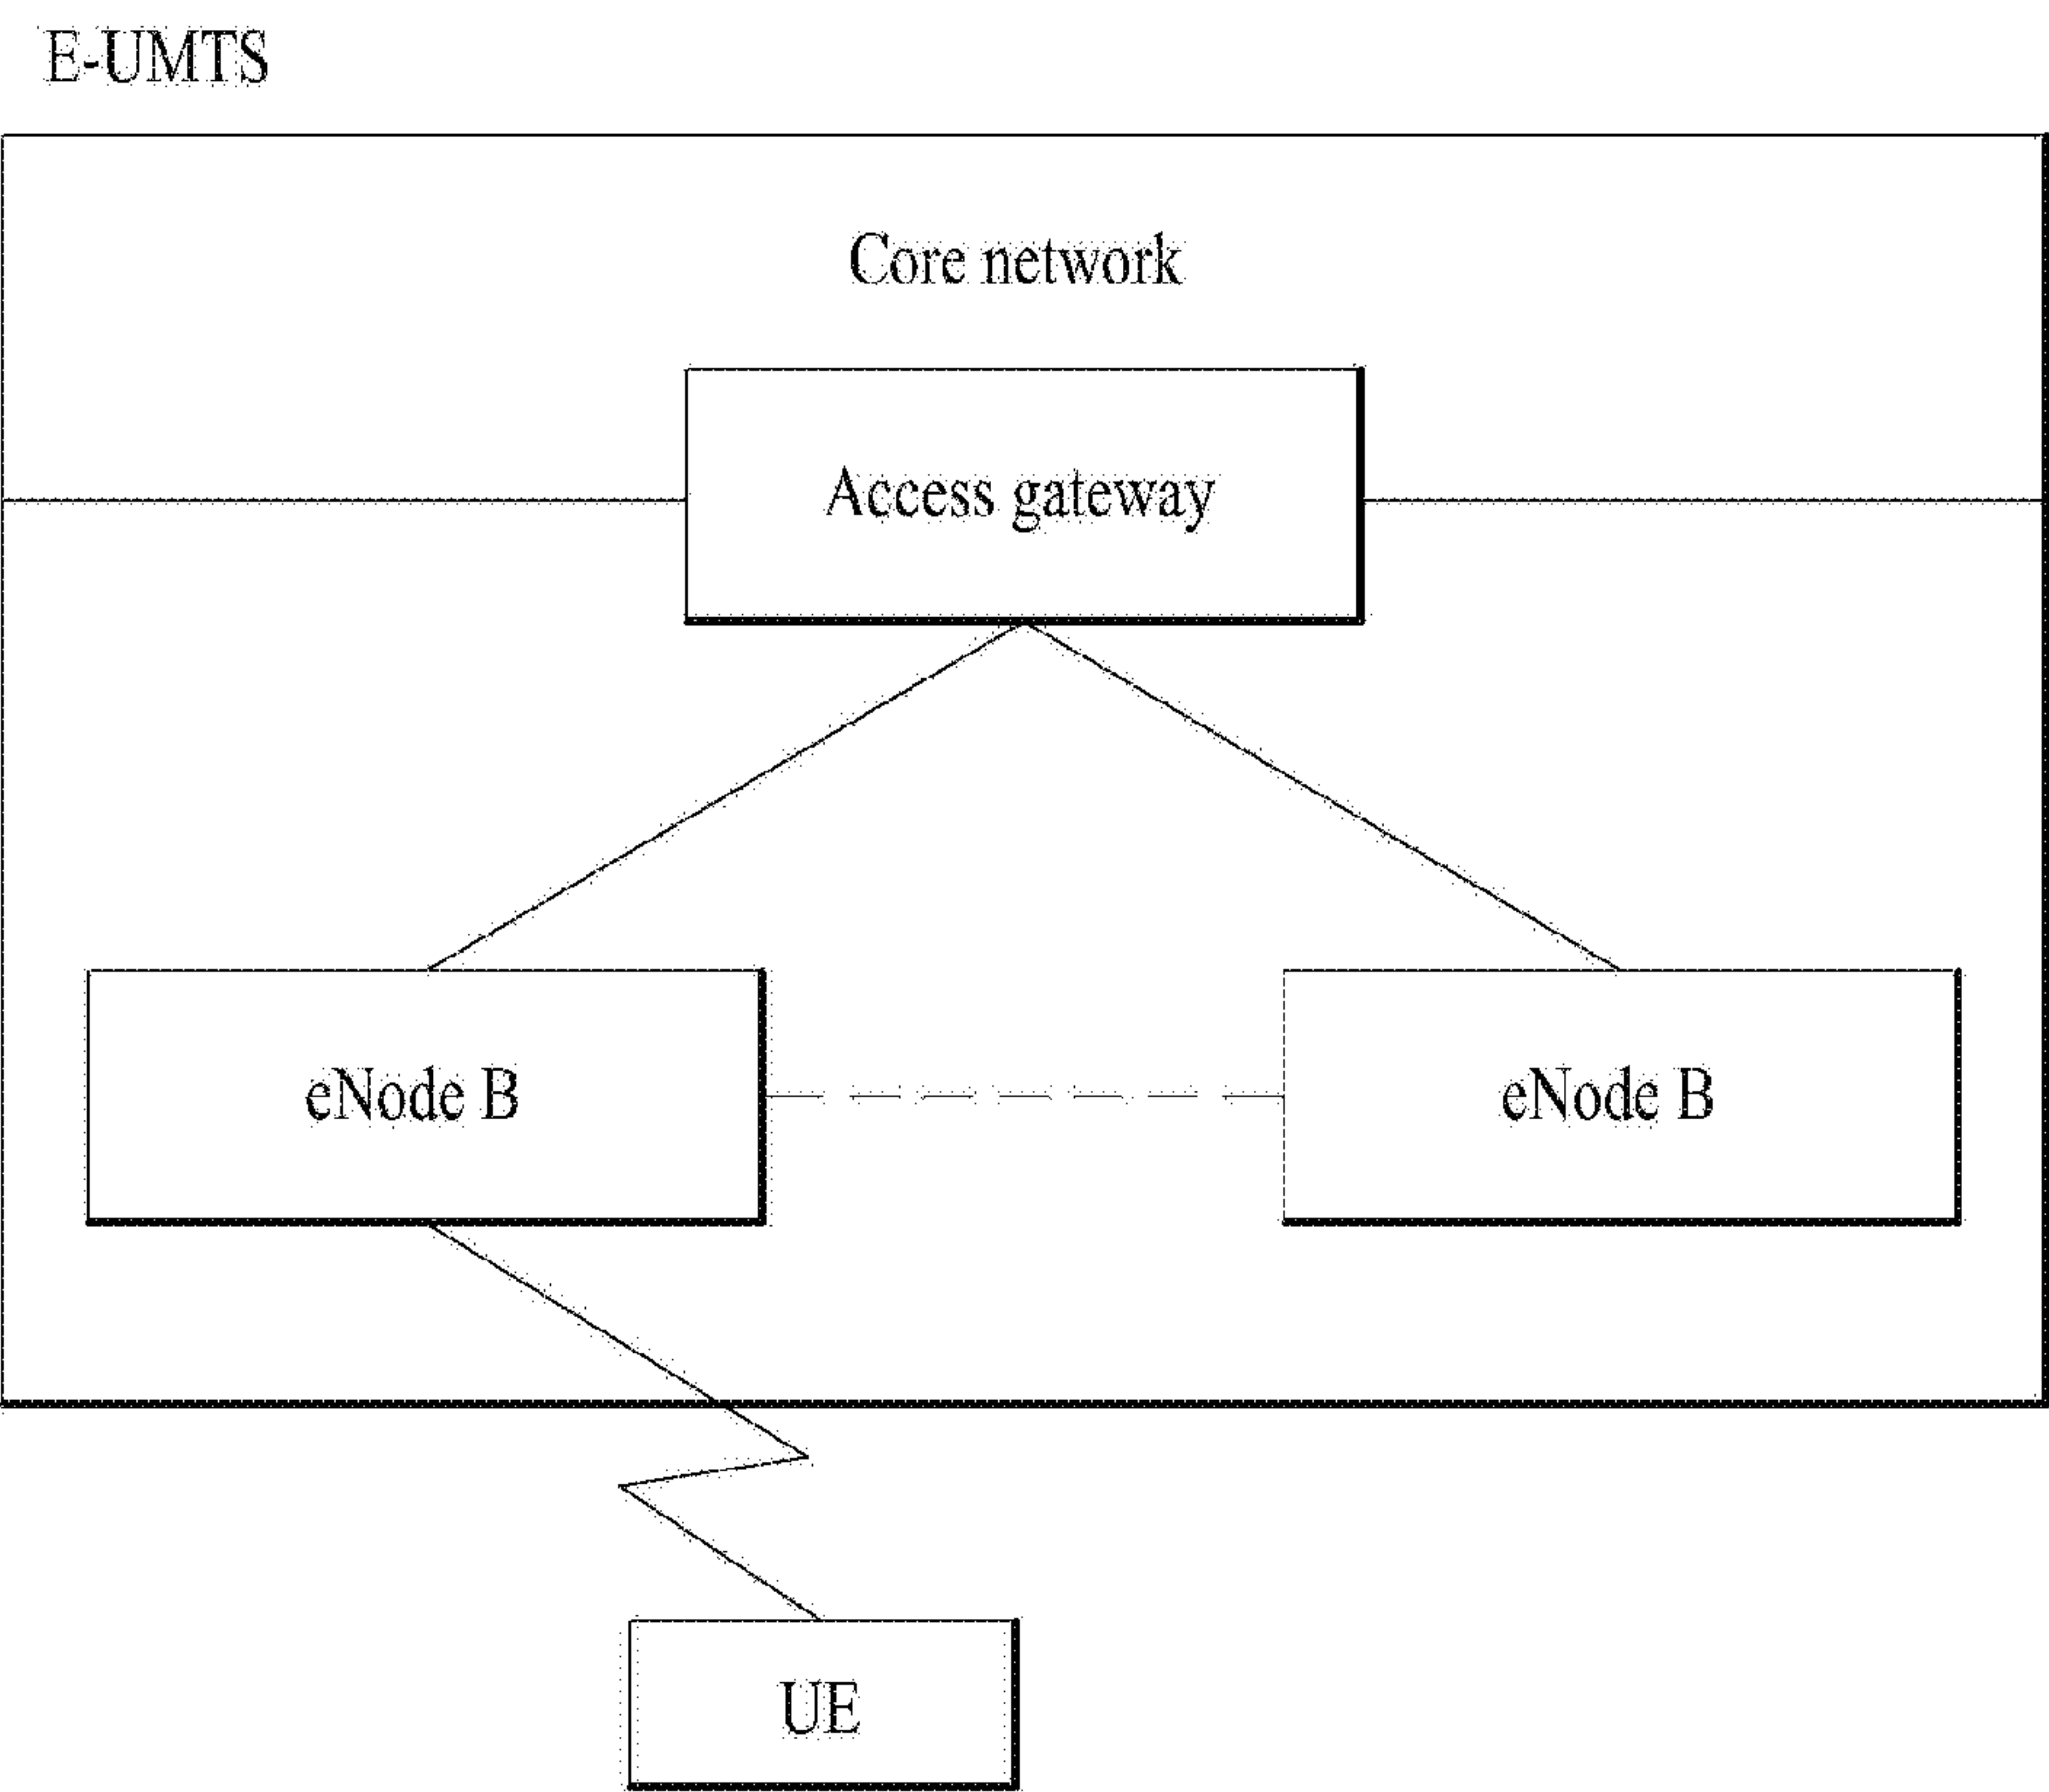 E-UMTS
Core network
Access gateway
eNode B
eNode B
UE